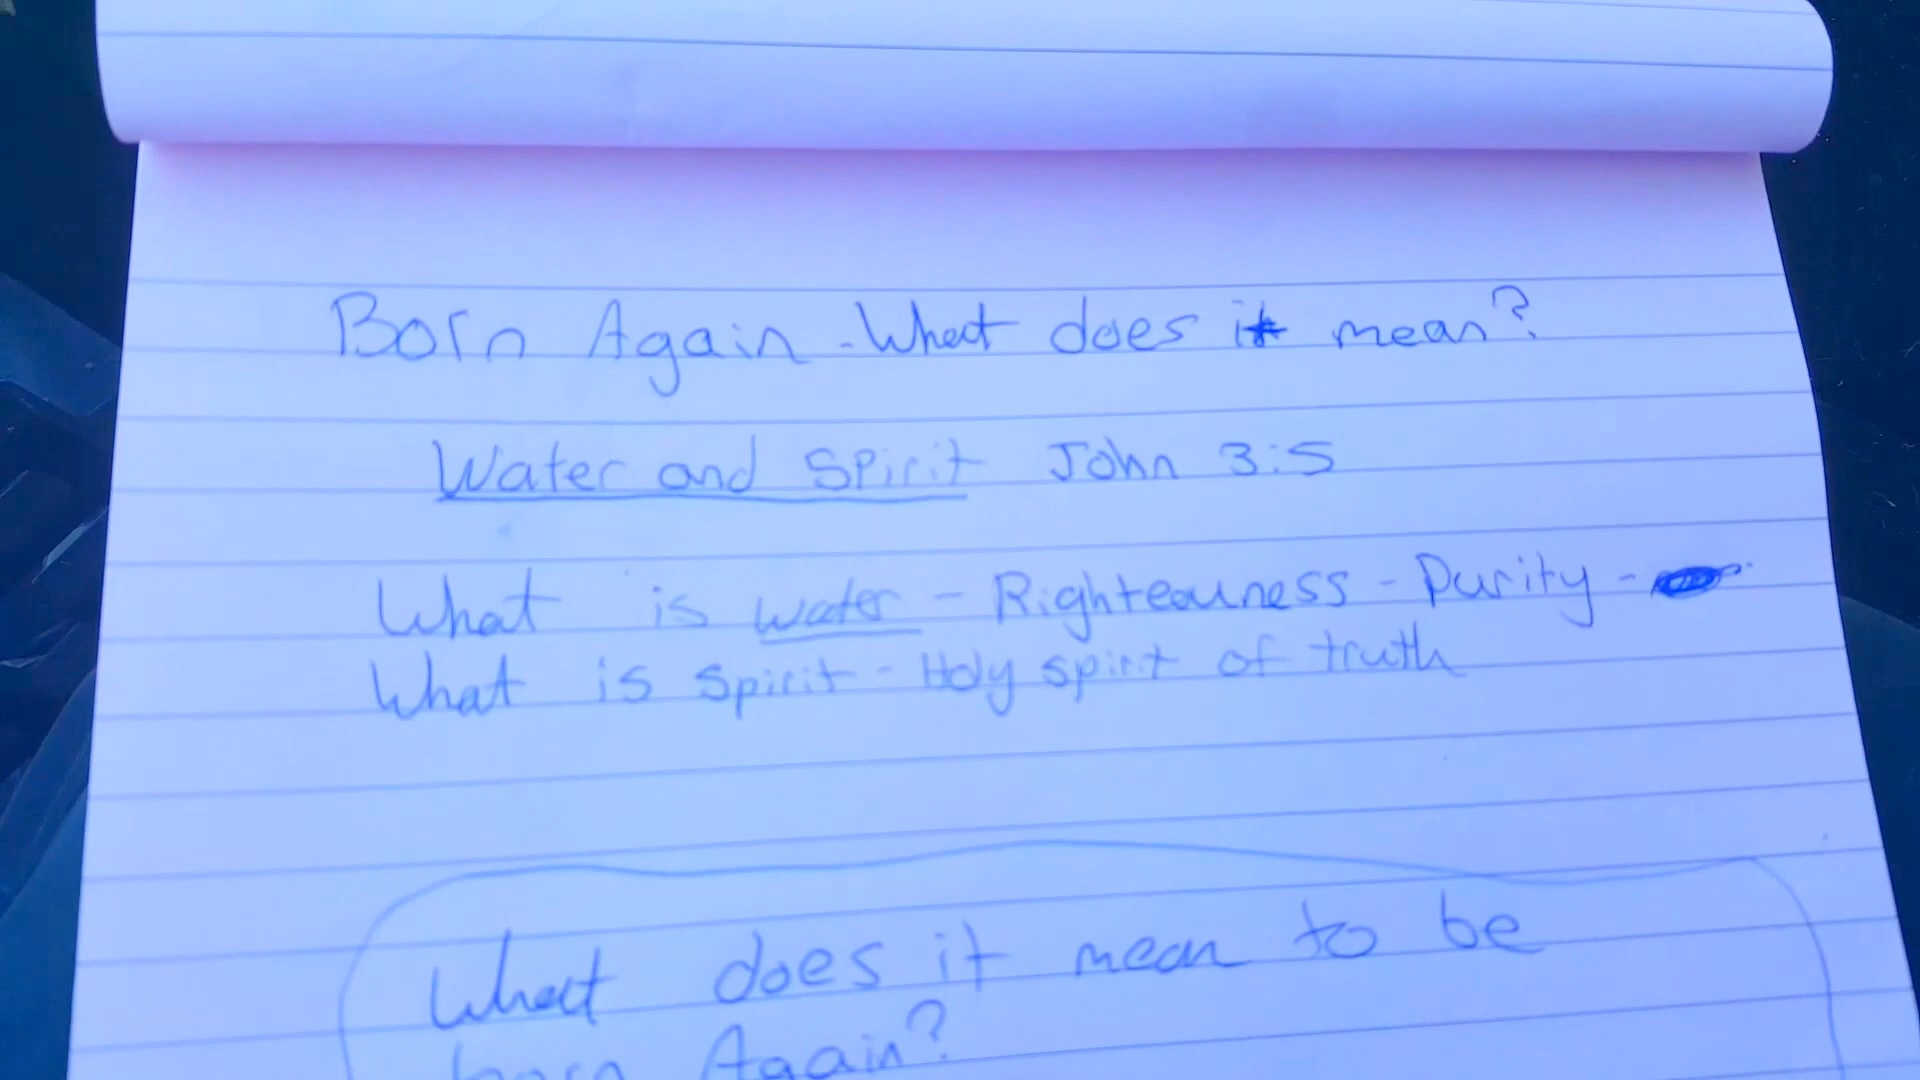 Born Again - What does it mean?
Water and Spirit John 3:5
What is water - Righteousness - Purity -
What is spirit - Holy spirit of truth
What does it mean to be
born Again?